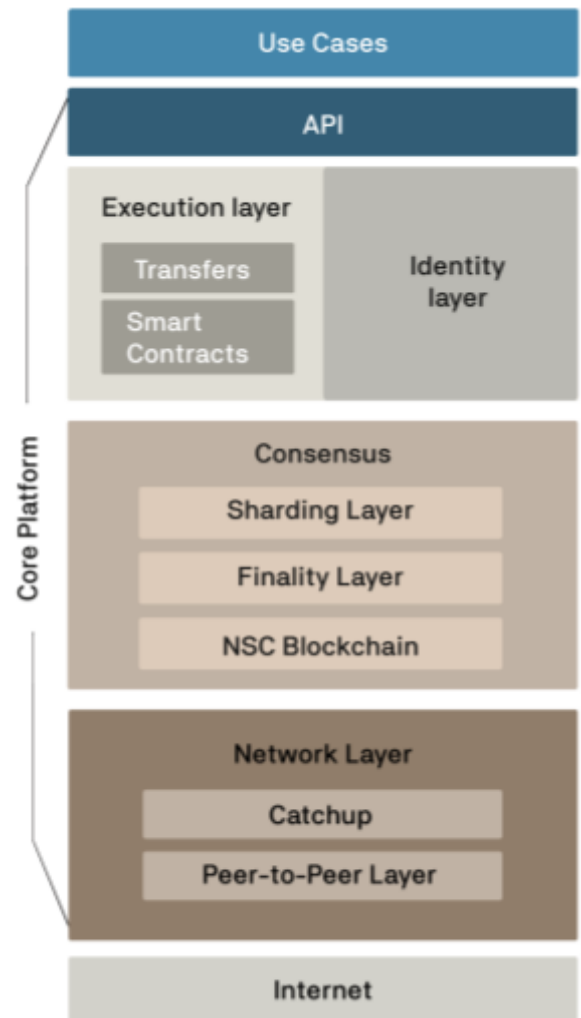 Use Cases
API
Execution layer
Transfers
Smart
Contracts
Identity
layer
Core Platform
Consensus
Sharding Layer
Finality Layer
NSC Blockchain
Network Layer
Catchup
Peer-to-Peer Layer
Internet